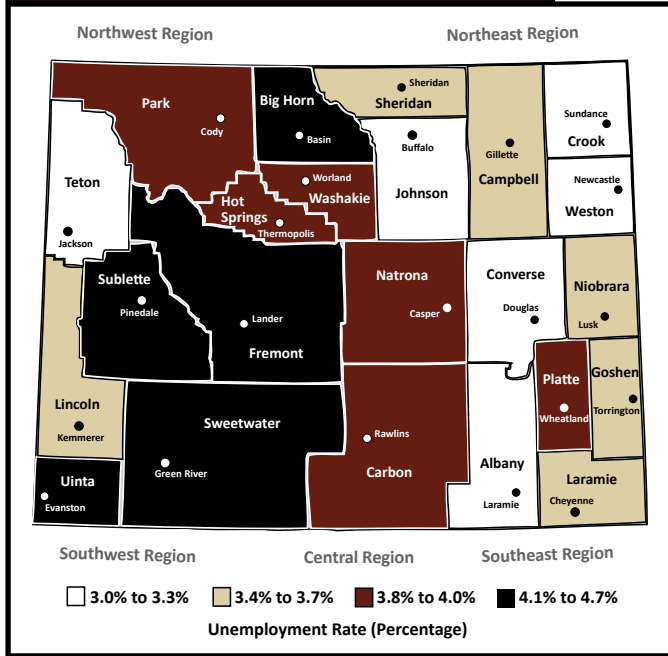 Northwest Region
Northeast Region
Park
Cody
Big Horn
Basin
Sheridan
Sheridan
Buffalo
Johnson
Gillette
Campbell
Sundance
Crook
Newcastle
Weston
Teton
Jackson
Hot
Springs
Thermopolis
Worland
Washakie
Sublette
Pinedale
Lander
Fremont
Natrona
Casper
Converse
Douglas
Niobrara
Lusk
Lincoln
Kemmerer
Sweetwater
Green River
Uinta
Evanston
Rawlins
Carbon
Platte
Wheatland
Goshen
Torrington
Albany
Laramie
Laramie
Cheyenne
Southwest Region
Central Region
Southeast Region
3.0% to 3.3%
3.4% to 3.7%
3.8% to 4.0%
4.1% to 4.7%
Unemployment Rate (Percentage)